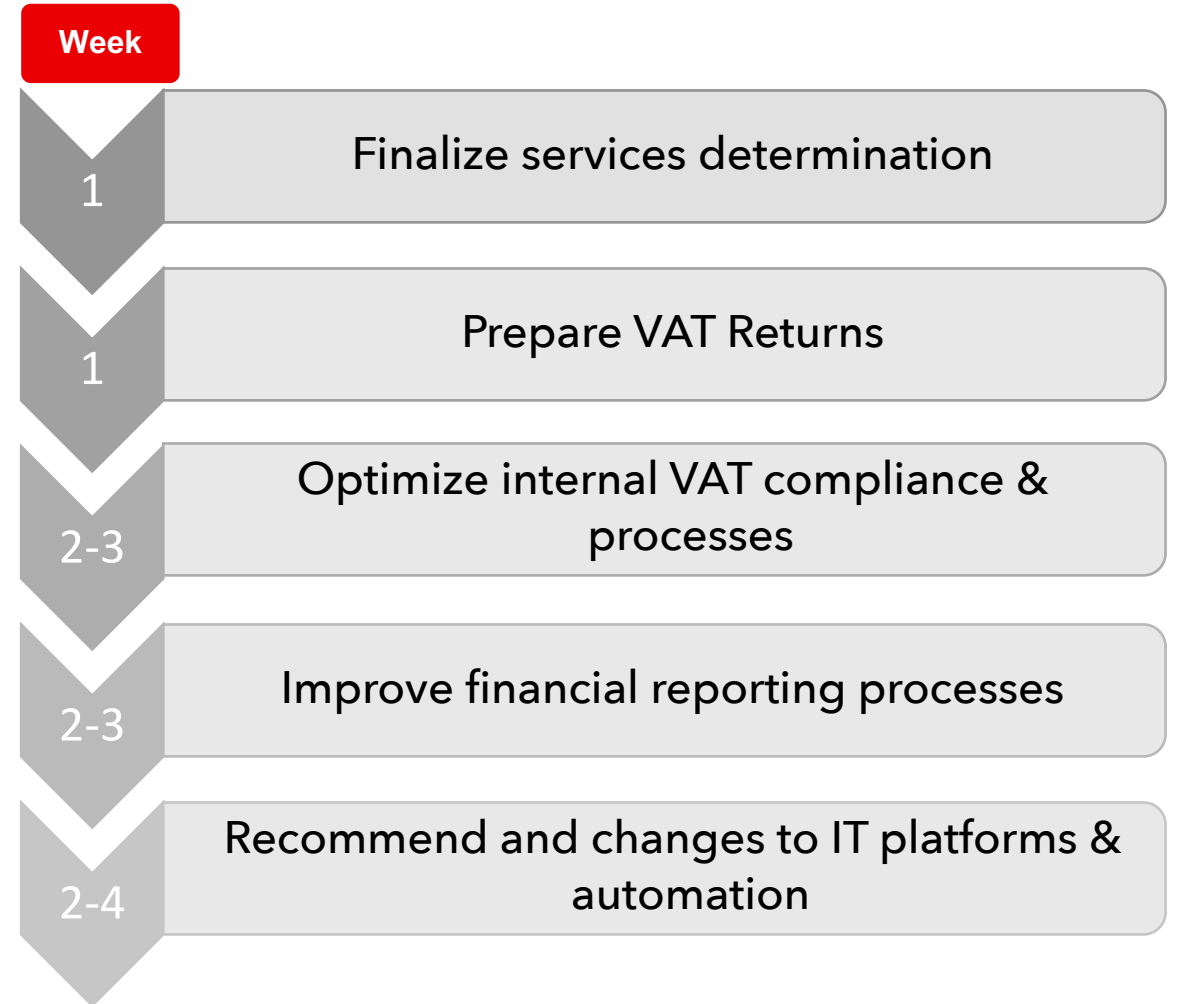 Week
1
Finalize services determination
1
Prepare VAT Returns
2-3
Optimize internal VAT compliance &
processes
2-3
Improve financial reporting processes
2-4
Recommend and changes to IT platforms &
automation